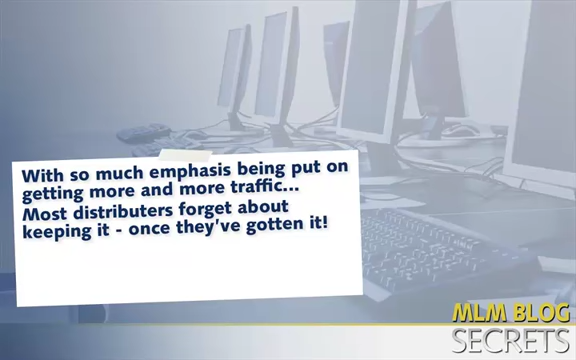 With so much emphasis being put on
getting more and more traffic...
Most distributers forget about
keeping it - once they've gotten it!
MLM BLOG
SECRETS